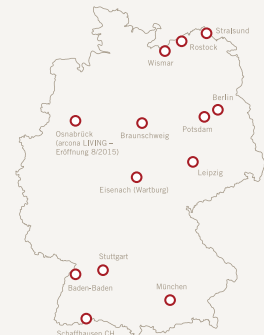 Stralsund
Rostock
Wismar
Berlin
Potsdam
Osnabrück
(arcona LIVING –
Eröffnung 8/2015)
Braunschweig
Leipzig
Eisenach (Wartburg)
Stuttgart
Baden-Baden
München
Schaffhausen CH